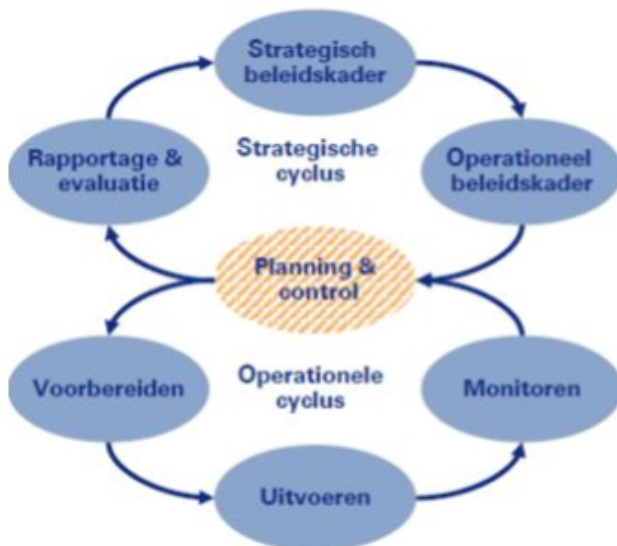 Strategisch
beleidskader
Rapportage &
evaluatie
Strategische
cyclus
Operationeel
beleidskader
Planning &
control
Voorbereiden
Operationele
cyclus
Monitoren
Uitvoeren